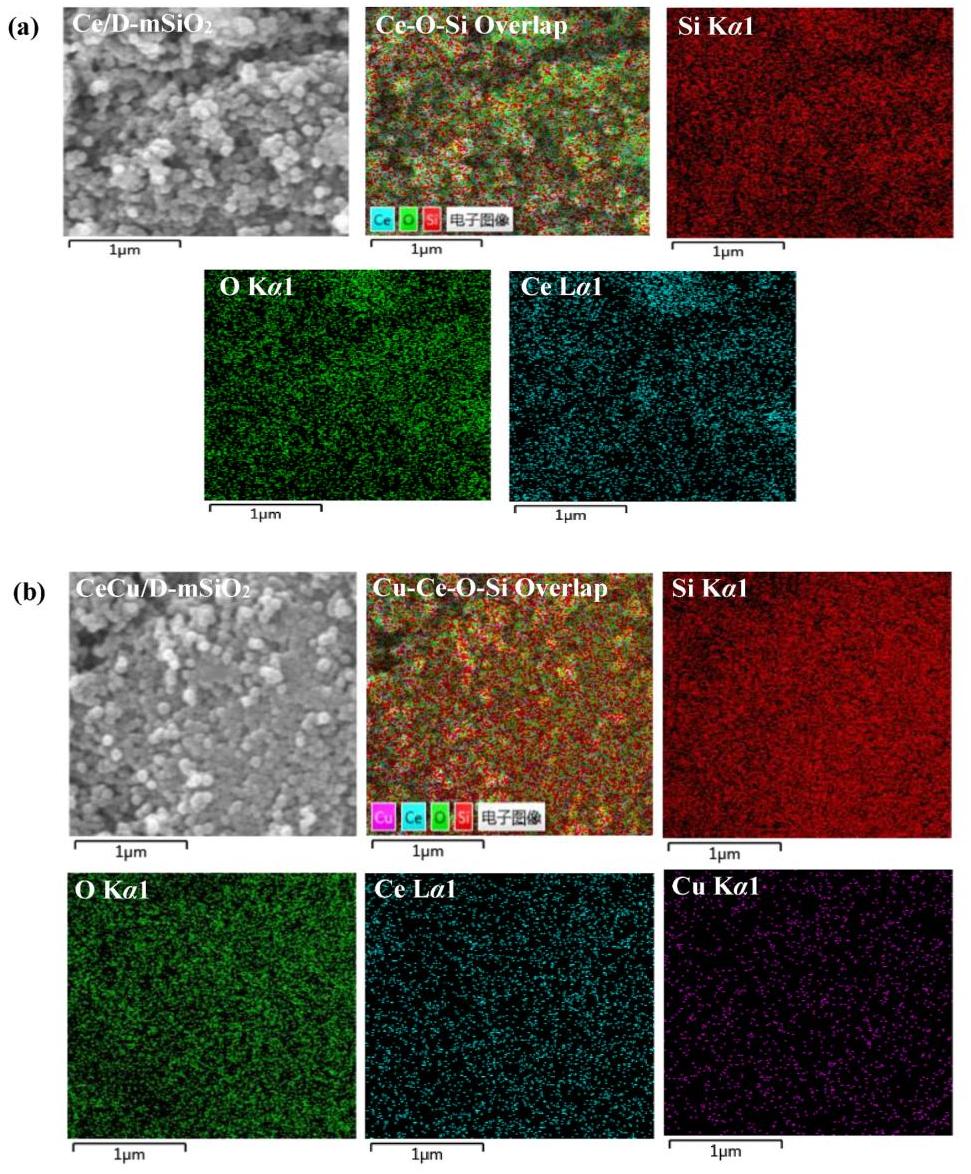 (a)
Ce/D-mSiO₂
Ce-O-Si Overlap
Si Kα1
Ce O Si 电子图像
1μm
1μm
1μm
O Kα1
Ce Lα1
1μm
1μm
(b)
CeCu/D-mSiO₂
Cu-Ce-O-Si Overlap
Si Kα1
Cu Ce O Si 电子图像
1μm
1μm
1μm
O Kα1
Ce Lα1
Cu Kα1
1μm
1μm
1μm